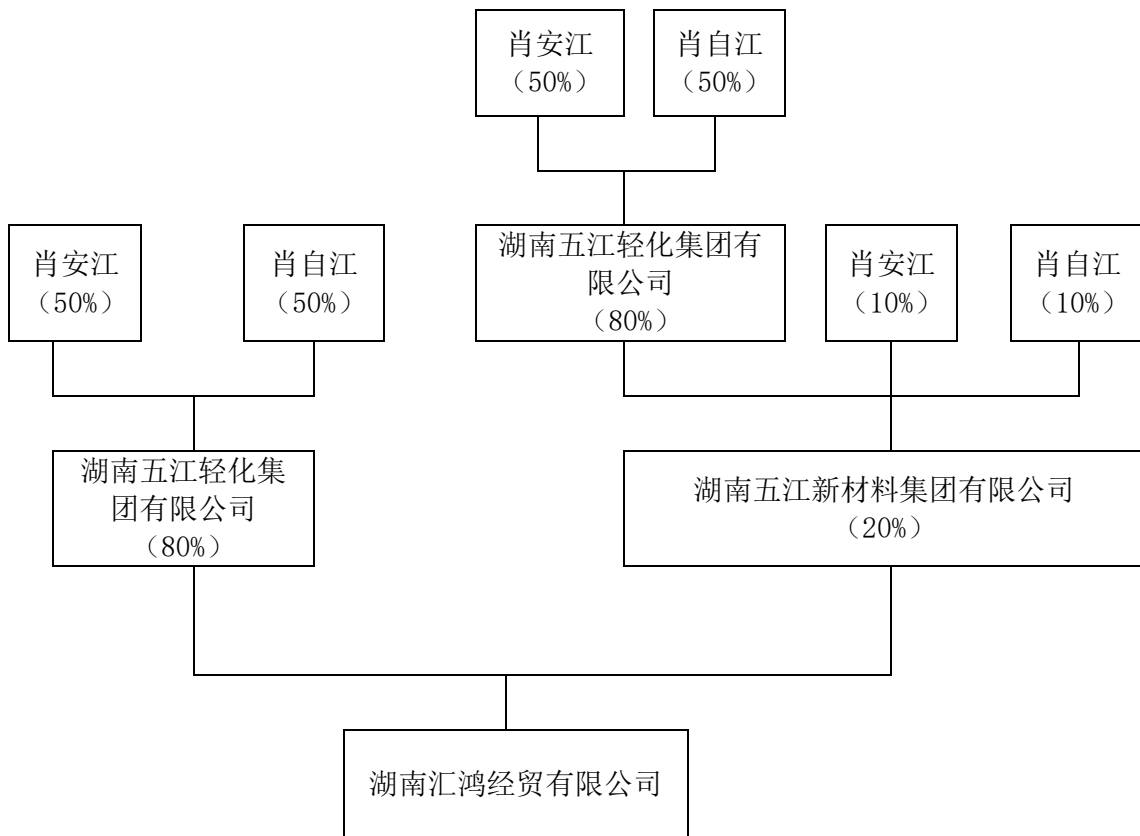 肖安江
（50%）
肖自江
（50%）
肖安江
（50%）
肖自江
（50%）
湖南五江轻化集团有
限公司
（80%）
肖安江
（10%）
肖自江
（10%）
湖南五江轻化集
团有限公司
（80%）
湖南五江新材料集团有限公司
（20%）
湖南汇鸿经贸有限公司